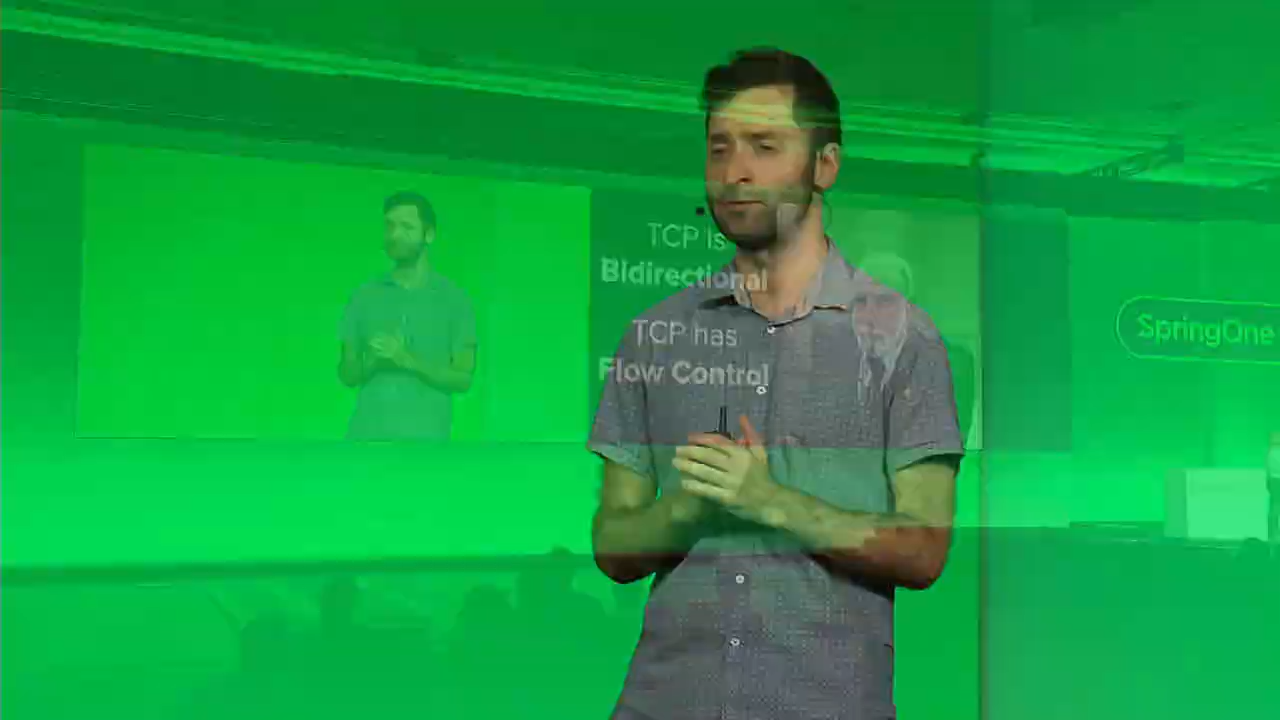 TCP is
Bidirectional
TCP has
Flow Control
SpringOne